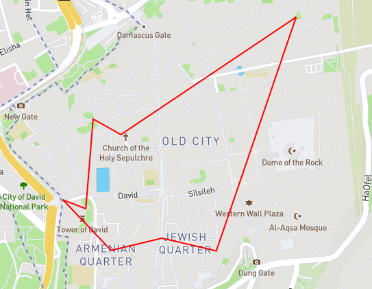 in Het
Elisha
Damascus Gate
New Gate
Church of the
Holy Sepulchre
OLD CITY
Dome of the Rock
HaOfel
City of David
National Park
David
Silsileh
Western Wall Plaza
Al-Aqsa Mosque
Tower of David
ARMENIAN
QUARTER
JEWISH
QUARTER
Dung Gate